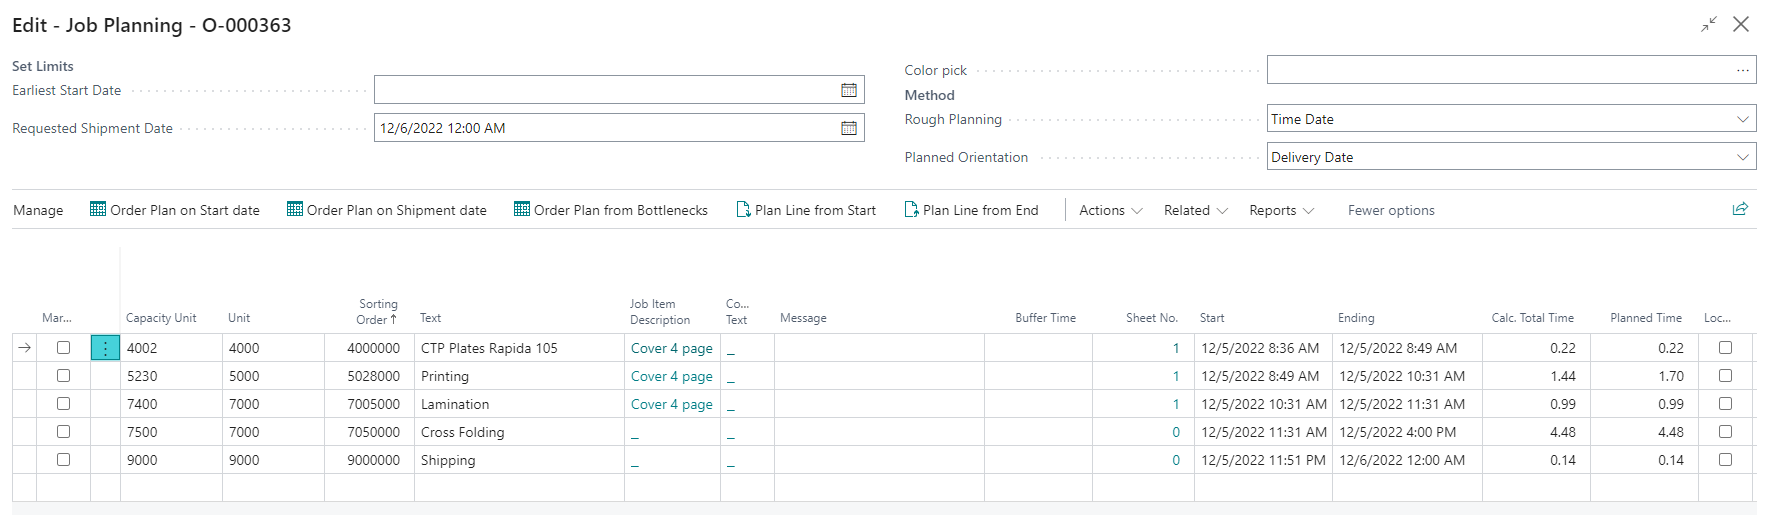 Edit - Job Planning - O-000363
Set Limits
Earliest Start Date
Requested Shipment Date 12/6/2022 12:00 AM
Color pick ...
Method
Rough Planning Time Date
Planned Orientation Delivery Date
Manage Order Plan on Start date Order Plan on Shipment date Order Plan from Bottlenecks Plan Line from Start Plan Line from End Actions Related Reports Fewer options
Mar... Capacity Unit Unit Sorting Order↑ Text Job Item Description Co... Text Message Buffer Time Sheet No. Start Ending Calc. Total Time Planned Time Loc...
4002 4000 4000000 CTP Plates Rapida 105 Cover 4 page _ 1 12/5/2022 8:36 AM 12/5/2022 8:49 AM 0.22 0.22
5230 5000 5028000 Printing Cover 4 page _ 1 12/5/2022 8:49 AM 12/5/2022 10:31 AM 1.44 1.70
7400 7000 7005000 Lamination Cover 4 page _ 1 12/5/2022 10:31 AM 12/5/2022 11:31 AM 0.99 0.99
7500 7000 7050000 Cross Folding _ _ 0 12/5/2022 11:31 AM 12/5/2022 4:00 PM 4.48 4.48
9000 9000 9000000 Shipping _ _ 0 12/5/2022 11:51 PM 12/6/2022 12:00 AM 0.14 0.14